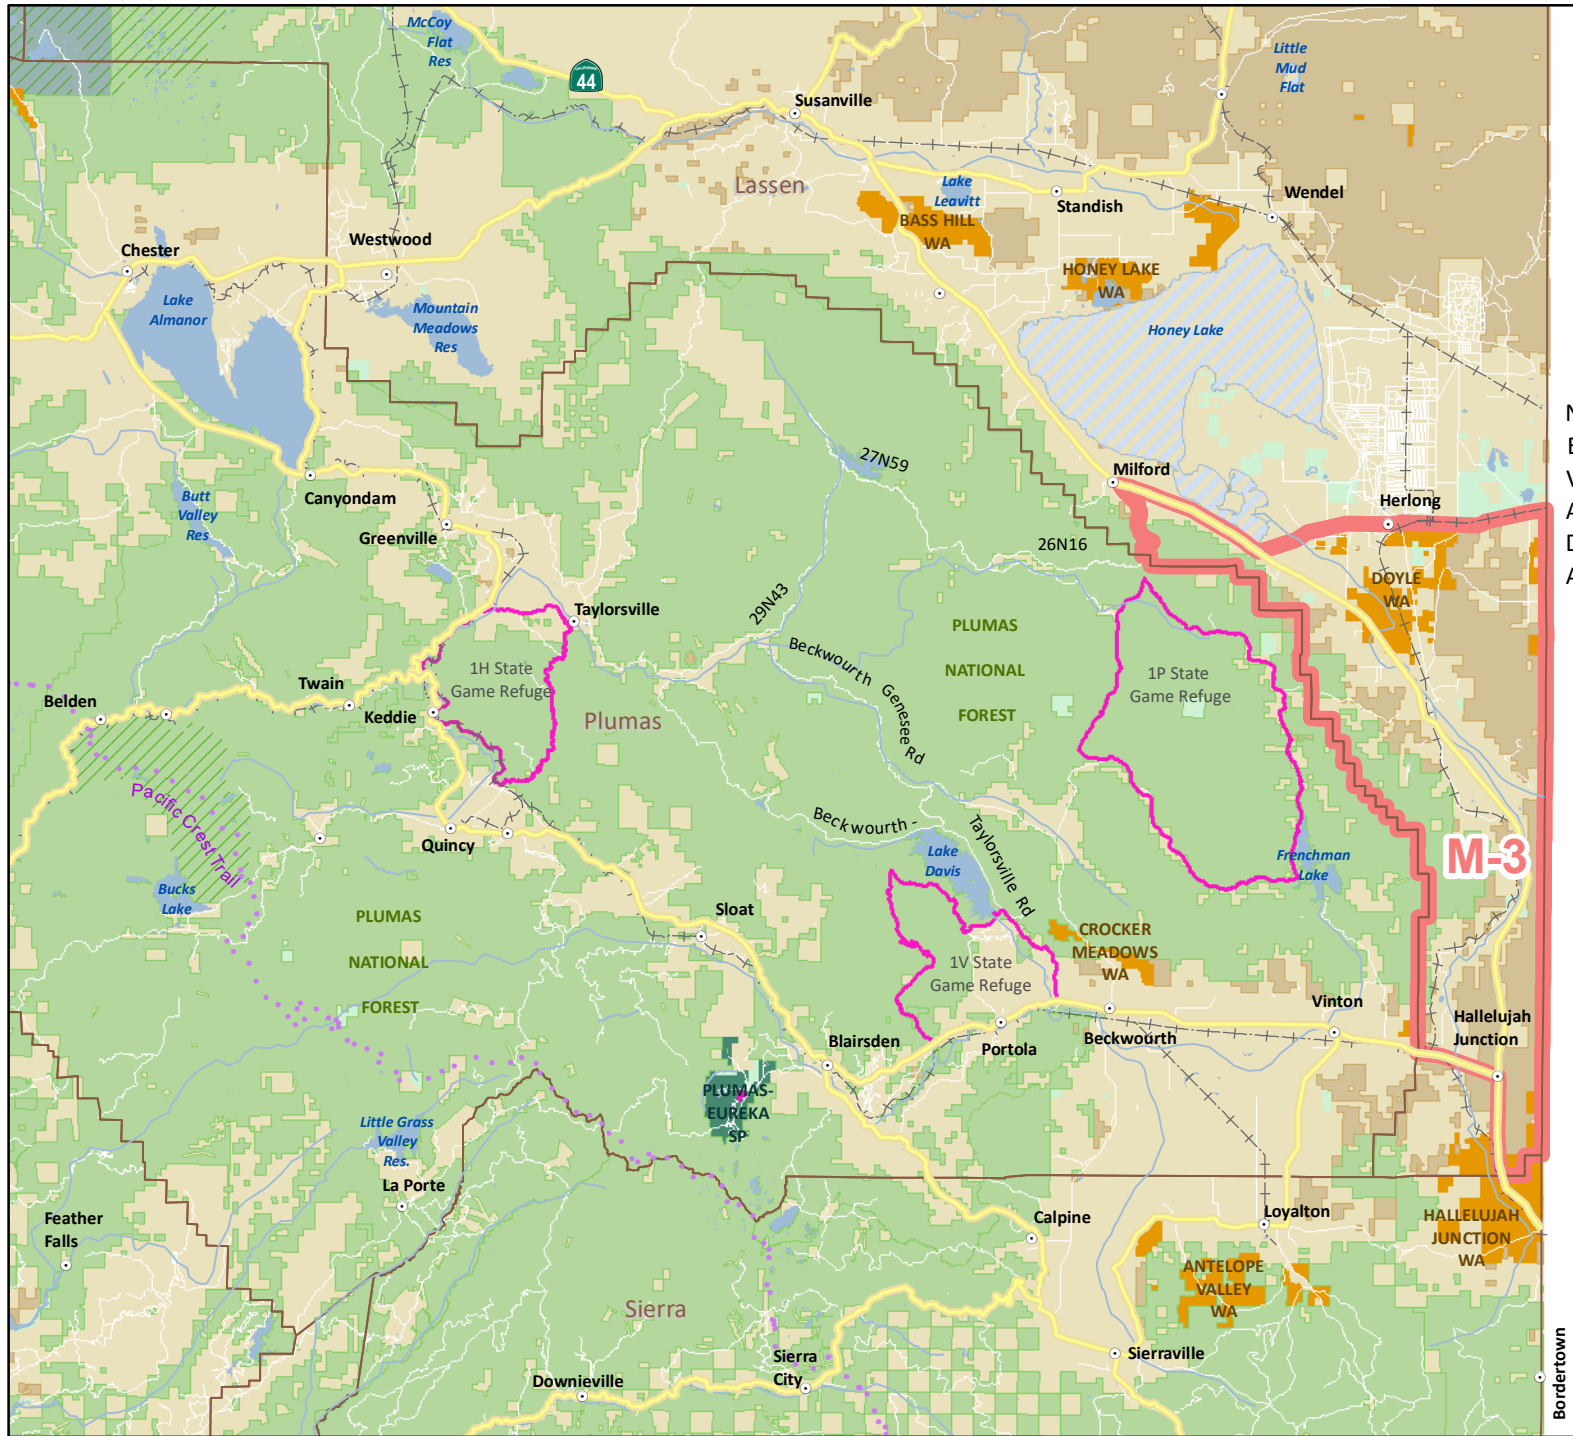 McCoy
Flat
Res
CALIFORNIA
44
Susanville
Little
Mud
Flat
Lassen
Lake
Leavitt
Standish
Wendel
BASS HILL
WA
Chester
Westwood
HONEY LAKE
WA
Lake
Almanor
Mountain
Meadows
Res
Honey Lake
N
E
V
A
D
A
27N59
Milford
Canyondam
Butt
Valley
Res
Greenville
Herlong
26N16
DOYLE
WA
29N43
Taylorsville
PLUMAS
NATIONAL
FOREST
Beckwourth
Genesee Rd
1H State
Game Refuge
1P State
Game Refuge
Twain
Belden
Keddie
Plumas
Pacific Crest Trail
Beckwourth -
Taylorsville Rd
Quincy
Lake
Davis
Frenchman
Lake
M-3
Bucks
Lake
PLUMAS
NATIONAL
FOREST
Sloat
CROCKER
MEADOWS
WA
1V State
Game Refuge
Vinton
Hallelujah
Junction
Blairsden
Portola
Beckwourth
PLUMAS-
EUREKA
SP
Little Grass
Valley
Res.
La Porte
Feather
Falls
Calpine
Loyalton
HALLELUJAH
JUNCTION
WA
ANTELOPE
VALLEY
WA
Sierra
Sierra
City
Sierraville
Downieville
Bordertown